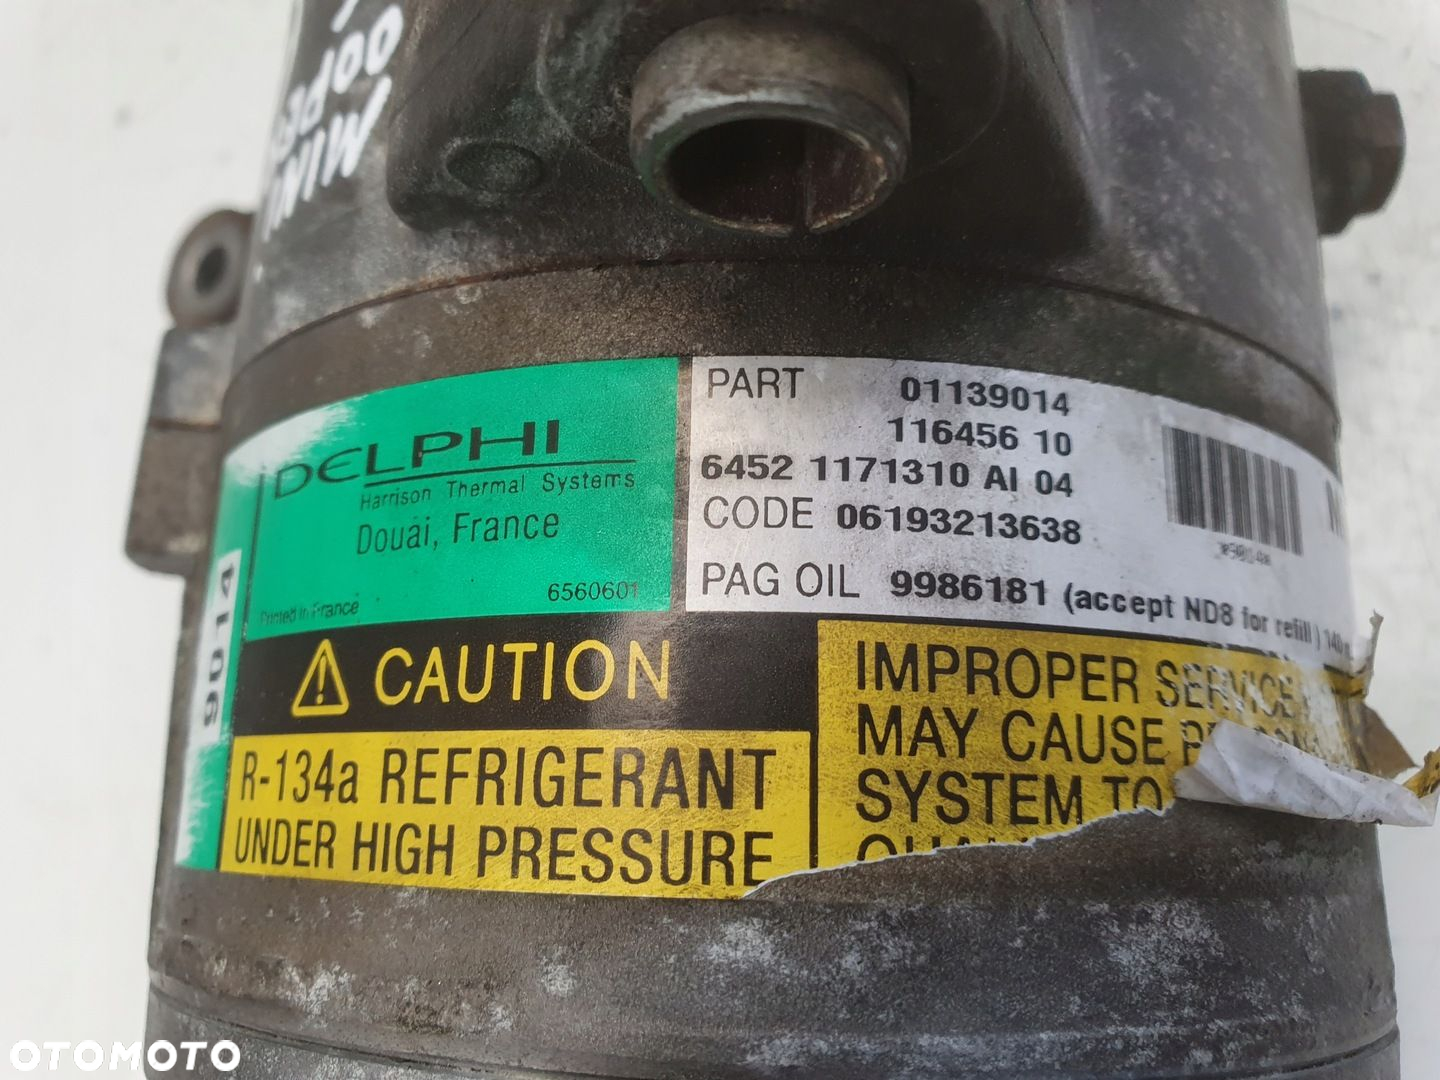 MINI
OOPE
DELPHI
Harrison Thermal Systems
Douai, France
Printed in France
6560601
9014
PART 01139014
116456 10
6452 1171310 AI 04
CODE 06193213638
PAG OIL 9986181 (accept ND8 for refill) 140
CAUTION
R-134a REFRIGERANT
UNDER HIGH PRESSURE
IMPROPER SERVICE
MAY CAUSE
SYSTEM TO
OTOMOTO